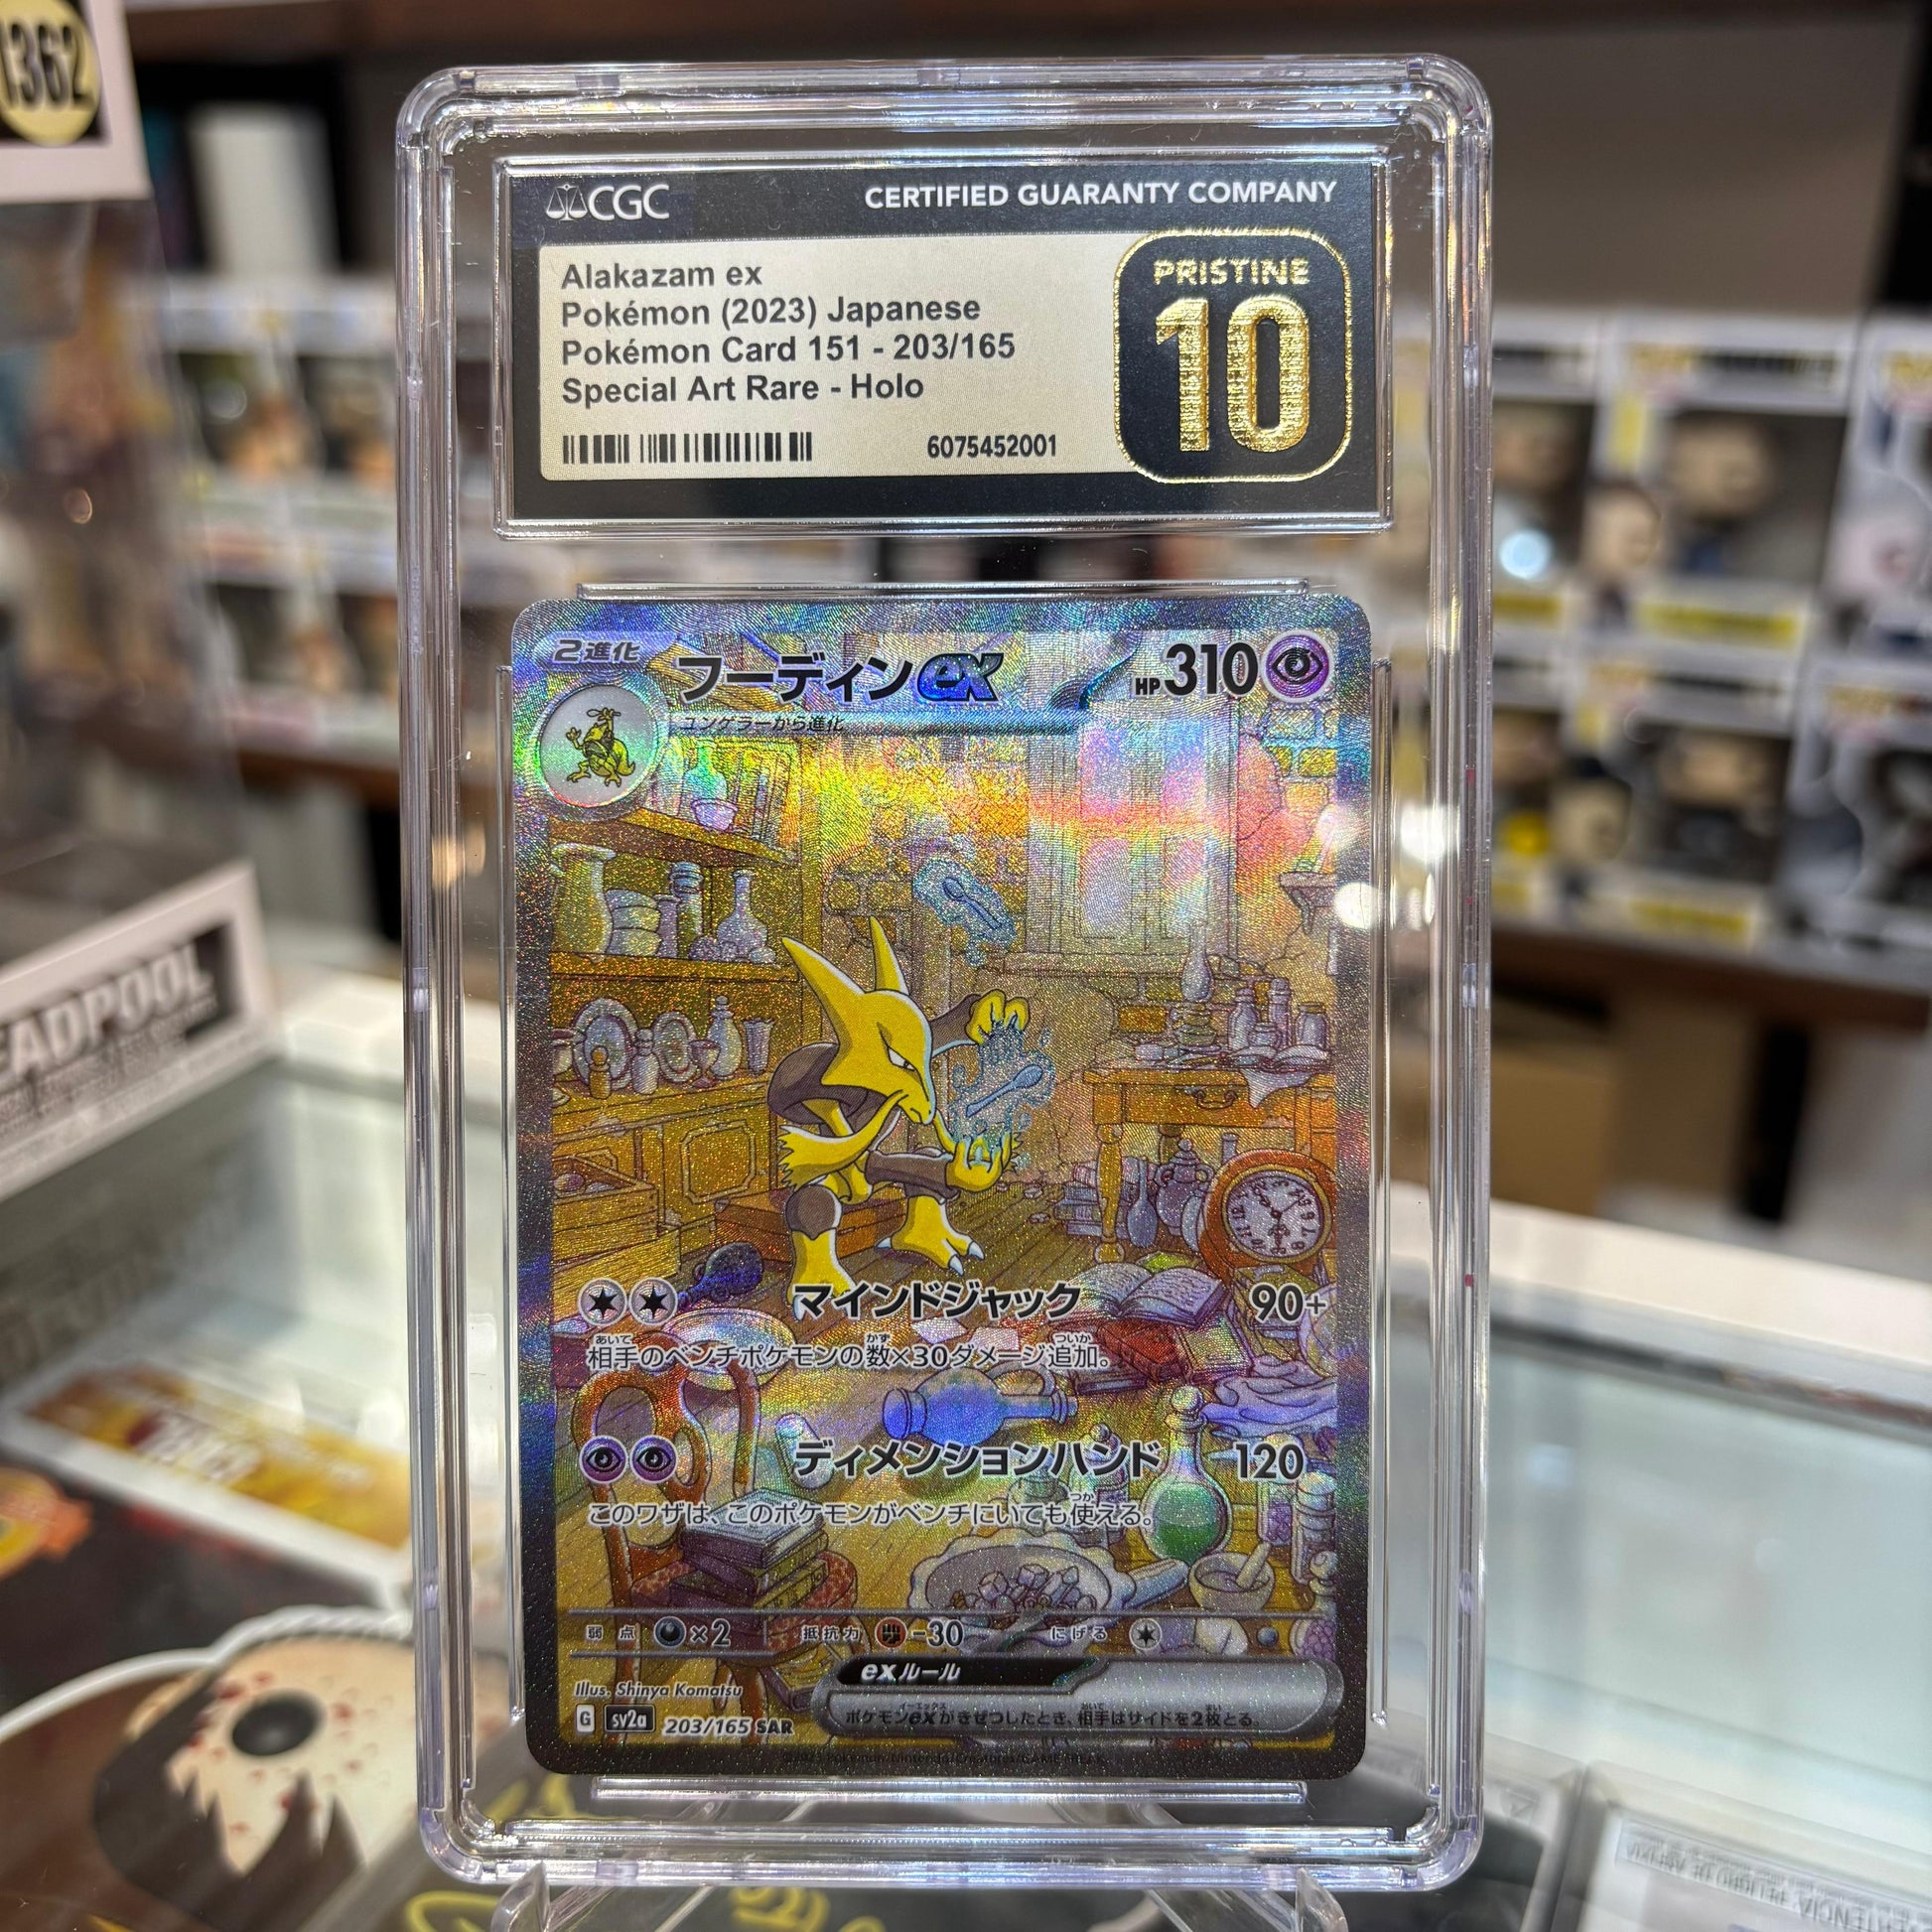 1362
CGC
CERTIFIED GUARANTY COMPANY
Alakazam ex
Pokémon (2023) Japanese
Pokémon Card 151 - 203/165
Special Art Rare - Holo
6075452001
PRISTINE
10
2進化
フーディンex
HP310
ユンゲラーから進化
EADPOOL
マインドジャック 90+
相手のベンチポケモンの数×30ダメージ追加。
ディメンションハンド 120
このワザは、このポケモンがベンチにいても使える。
弱点 ×2 抵抗力 -30 にげる
exルール
ポケモンexがきぜつしたとき、相手はサイドを2枚とる。
Illus. Shinya Komatsu
G sv2a 203/165 SAR